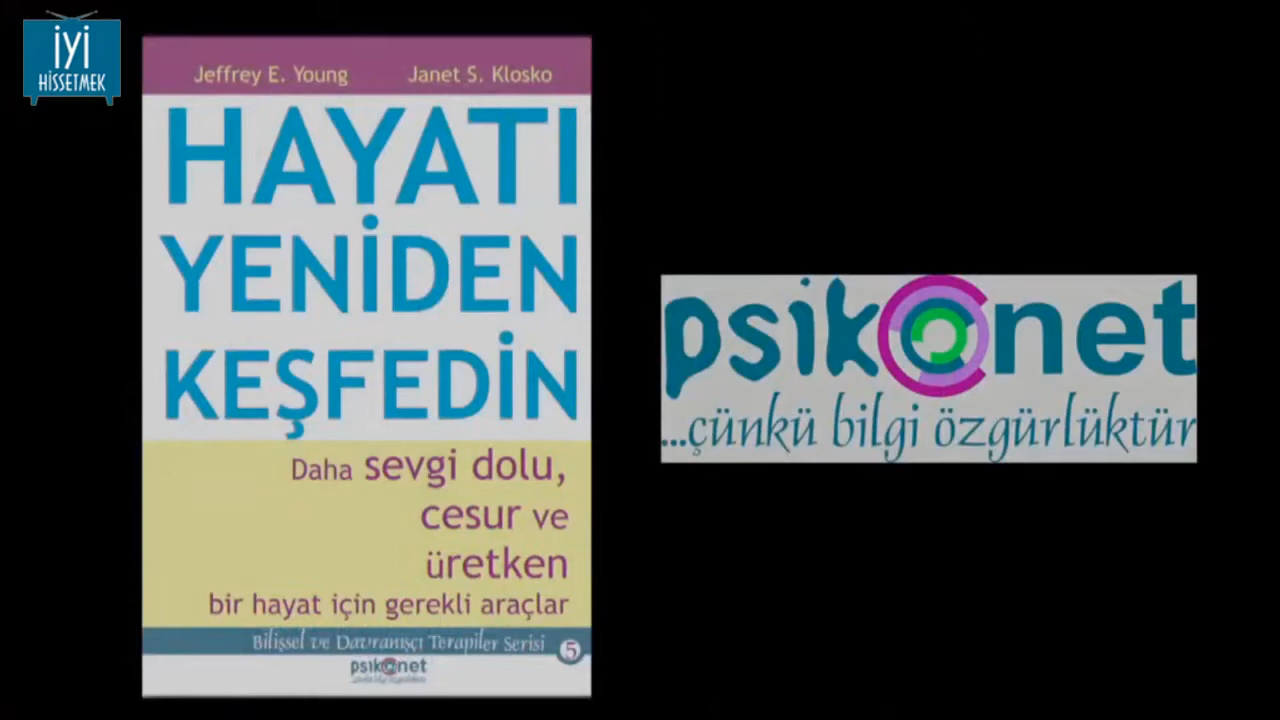 İYİ
HİSSETMEK
Jeffrey E. Young Janet S. Klosko
HAYATI
YENİDEN
KEŞFEDİN
Daha sevgi dolu,
cesur ve
üretken
bir hayat için gerekli araçlar
Bilişsel ve Davranışçı Terapiler Serisi 5
psikonet
psikonet
...çünkü bilgi özgürlüktür